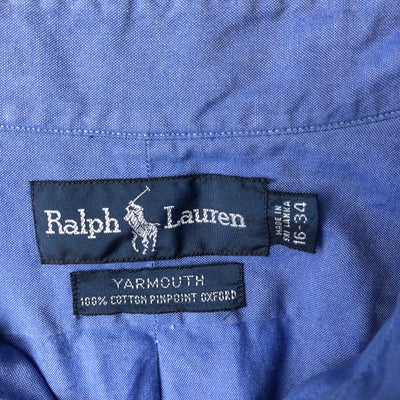 Ralph Lauren
MADE IN
SRI LANKA
16-34
YARMOUTH
100% COTTON PINPOINT OXFORD